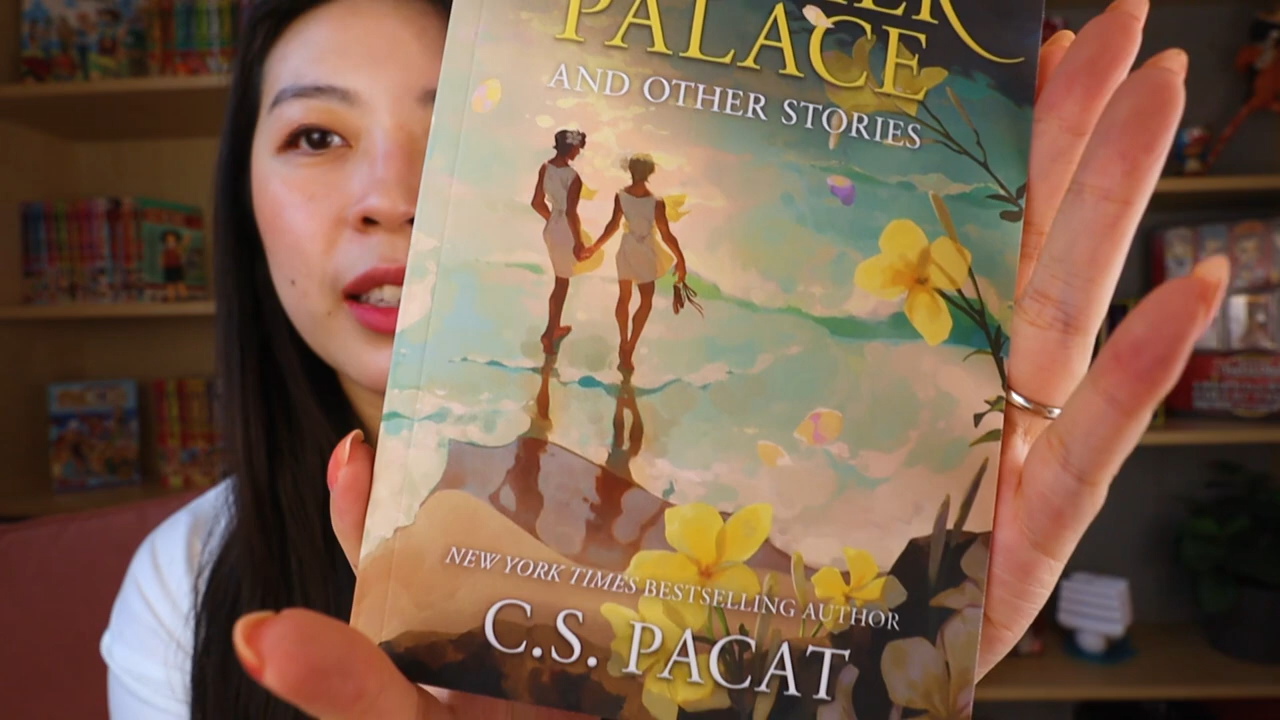 PALACE
AND OTHER STORIES
NEW YORK TIMES BESTSELLING AUTHOR
C.S. PACAT